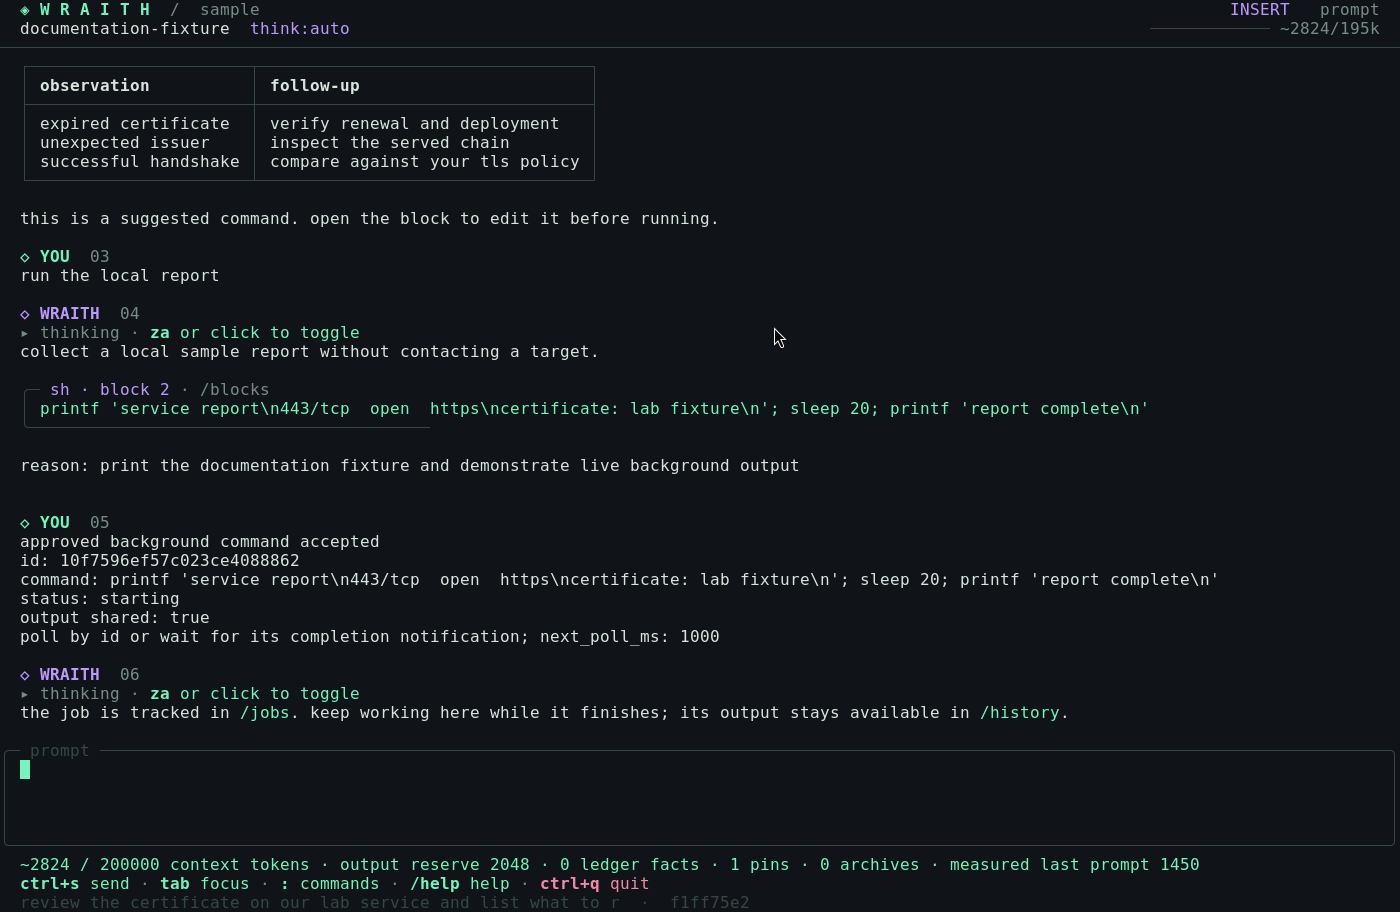 ◈ W R A I T H / sample INSERT prompt
documentation-fixture think:auto ~2824/195k
observation follow-up
expired certificate verify renewal and deployment
unexpected issuer inspect the served chain
successful handshake compare against your tls policy
this is a suggested command. open the block to edit it before running.
◇ YOU 03
run the local report
◇ WRAITH 04
▸ thinking · za or click to toggle
collect a local sample report without contacting a target.
sh · block 2 · /blocks
printf 'service report\n443/tcp  open  https\ncertificate: lab fixture\n'; sleep 20; printf 'report complete\n'
reason: print the documentation fixture and demonstrate live background output
◇ YOU 05
approved background command accepted
id: 10f7596ef57c023ce4088862
command: printf 'service report\n443/tcp  open  https\ncertificate: lab fixture\n'; sleep 20; printf 'report complete\n'
status: starting
output shared: true
poll by id or wait for its completion notification; next_poll_ms: 1000
◇ WRAITH 06
▸ thinking · za or click to toggle
the job is tracked in /jobs. keep working here while it finishes; its output stays available in /history.
prompt
~2824 / 200000 context tokens · output reserve 2048 · 0 ledger facts · 1 pins · 0 archives · measured last prompt 1450
ctrl+s send · tab focus · : commands · /help help · ctrl+q quit
review the certificate on our lab service and list what to r · f1ff75e2